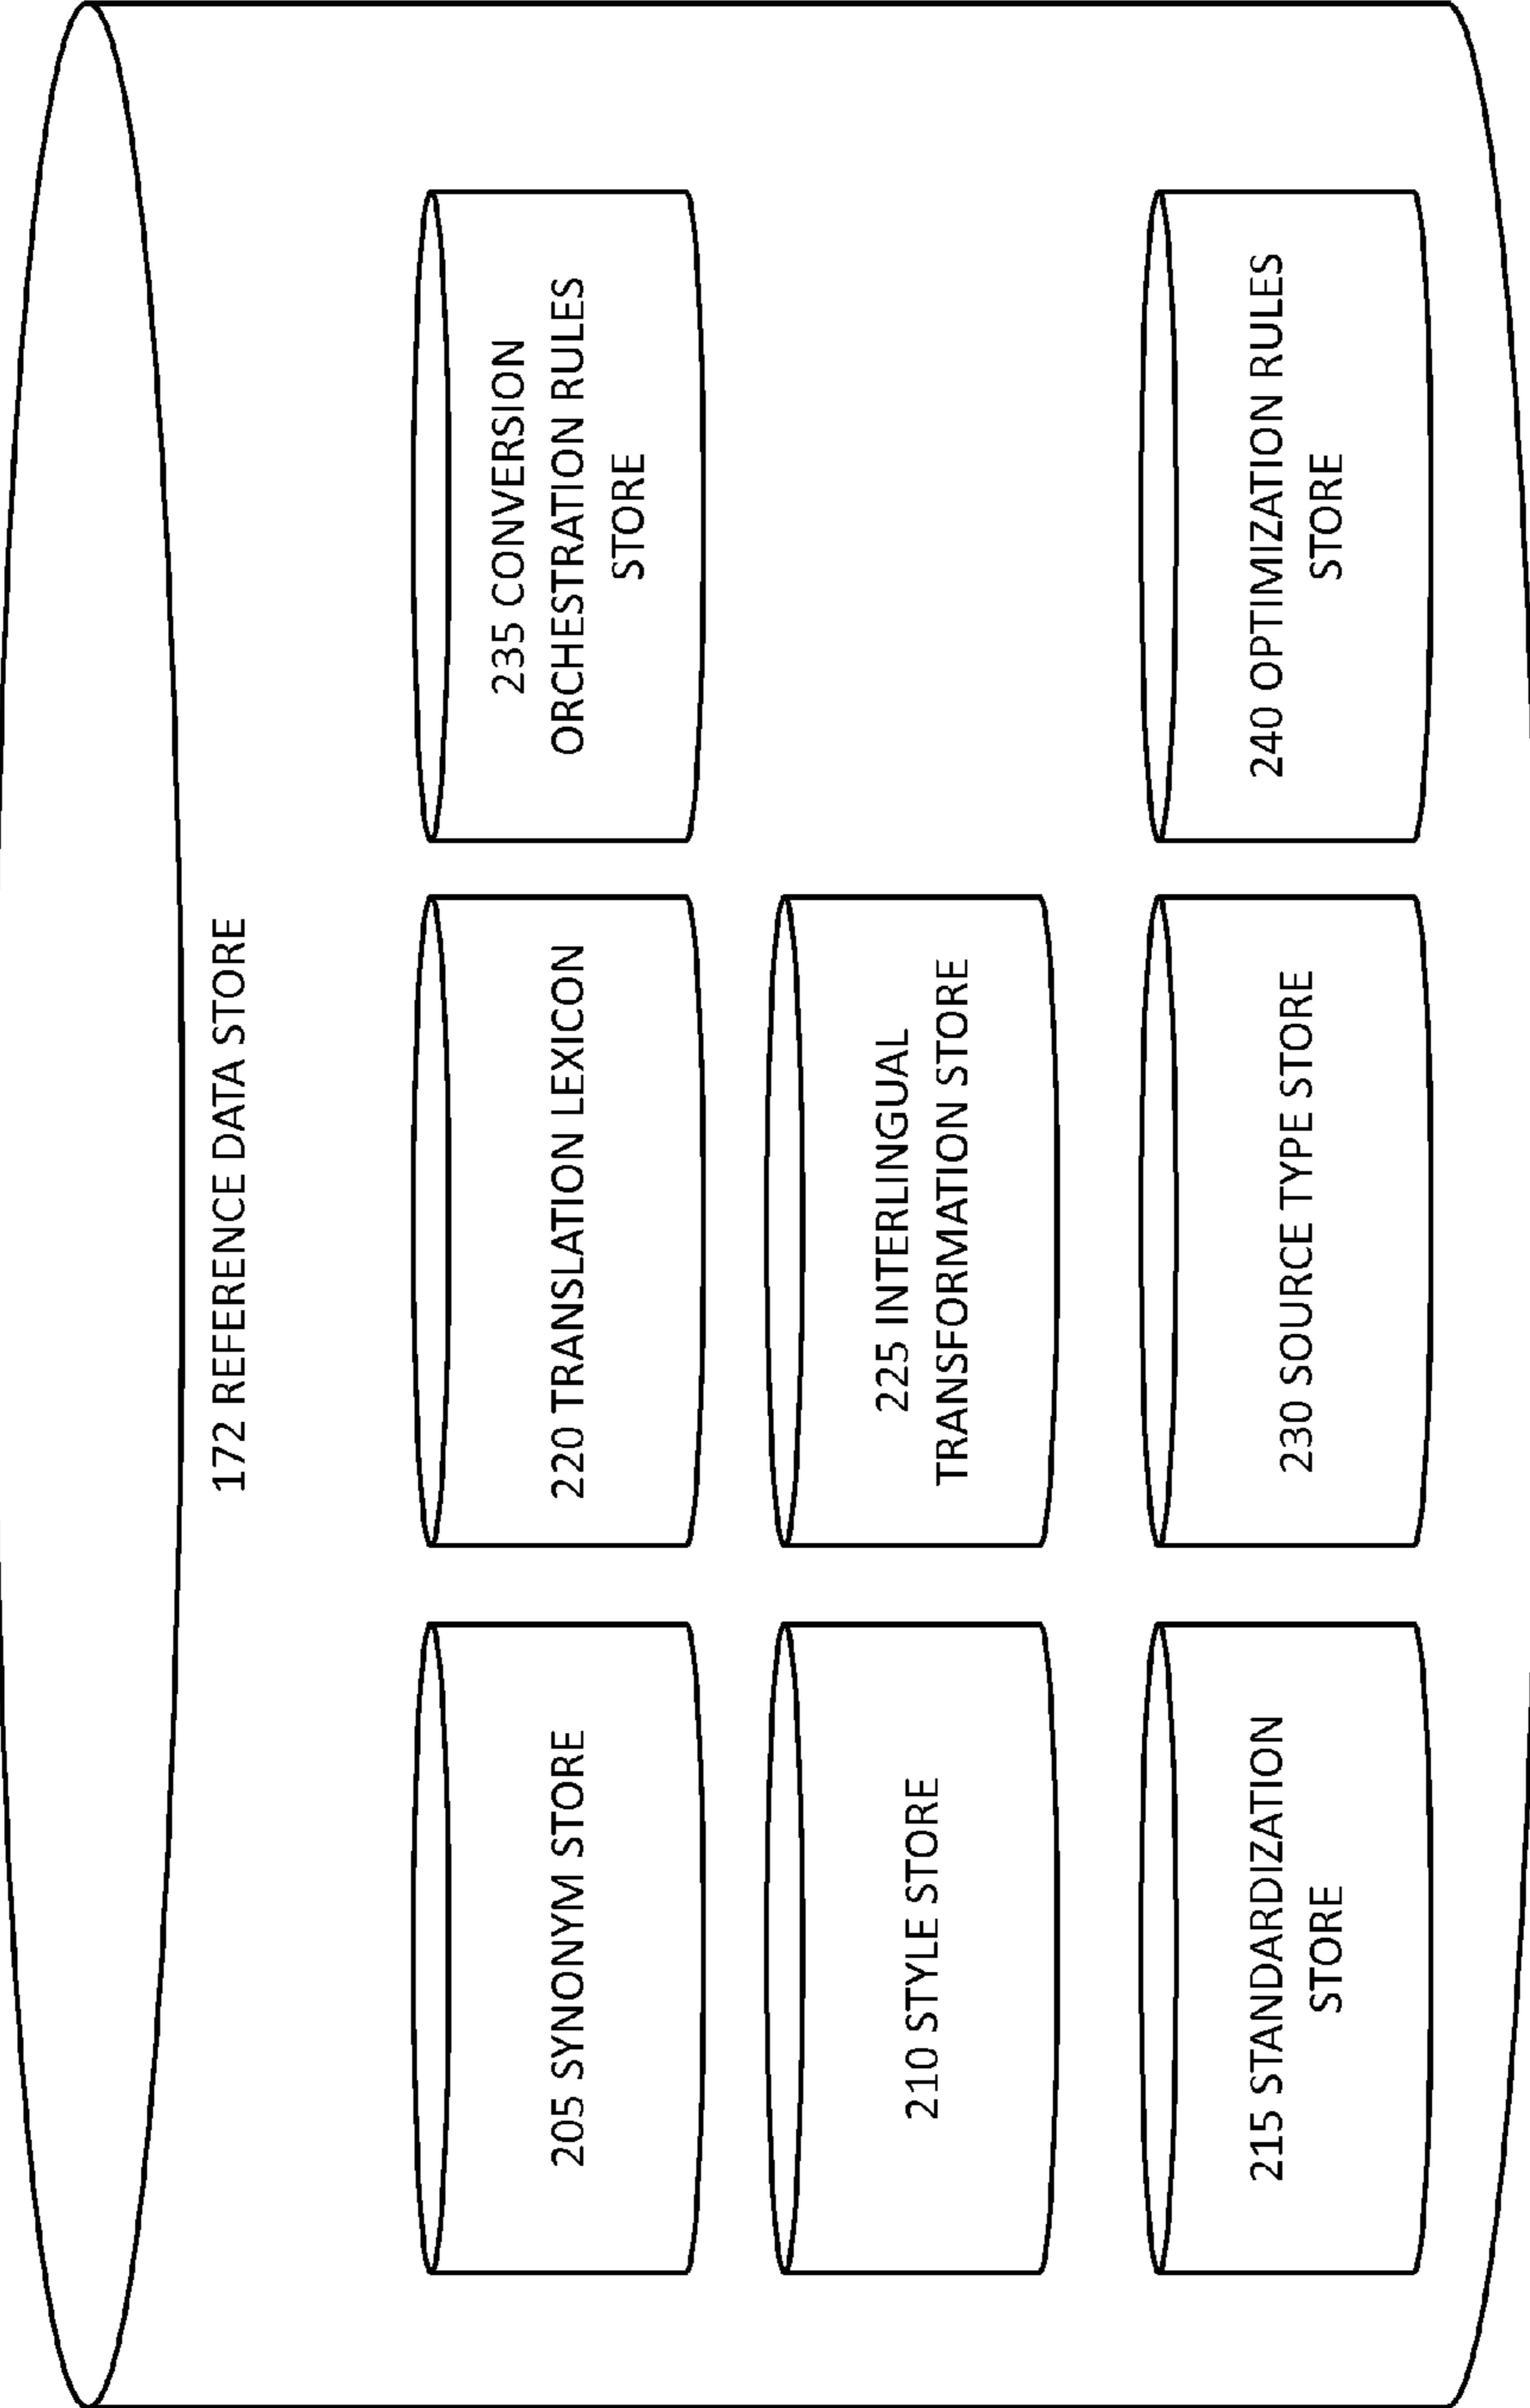 172 REFERENCE DATA STORE
205 SYNONYM STORE
220 TRANSLATION LEXICON
235 CONVERSION
ORCHESTRATION RULES
STORE
210 STYLE STORE
225 INTERLINGUAL
TRANSFORMATION STORE
215 STANDARDIZATION
STORE
230 SOURCE TYPE STORE
240 OPTIMIZATION RULES
STORE